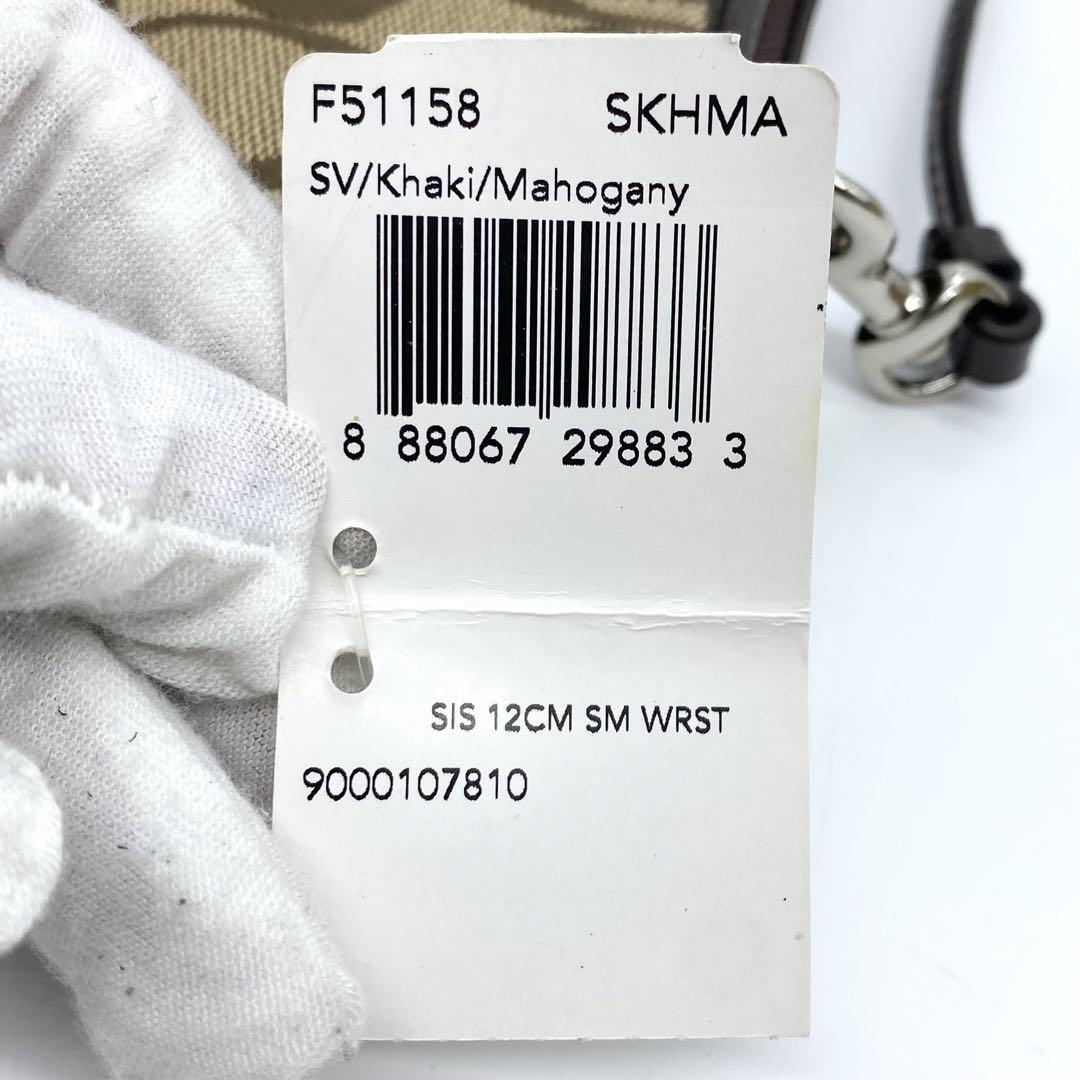 F51158 SKHMA
SV/Khaki/Mahogany
8 88067 29883 3
SIS 12CM SM WRST
9000107810